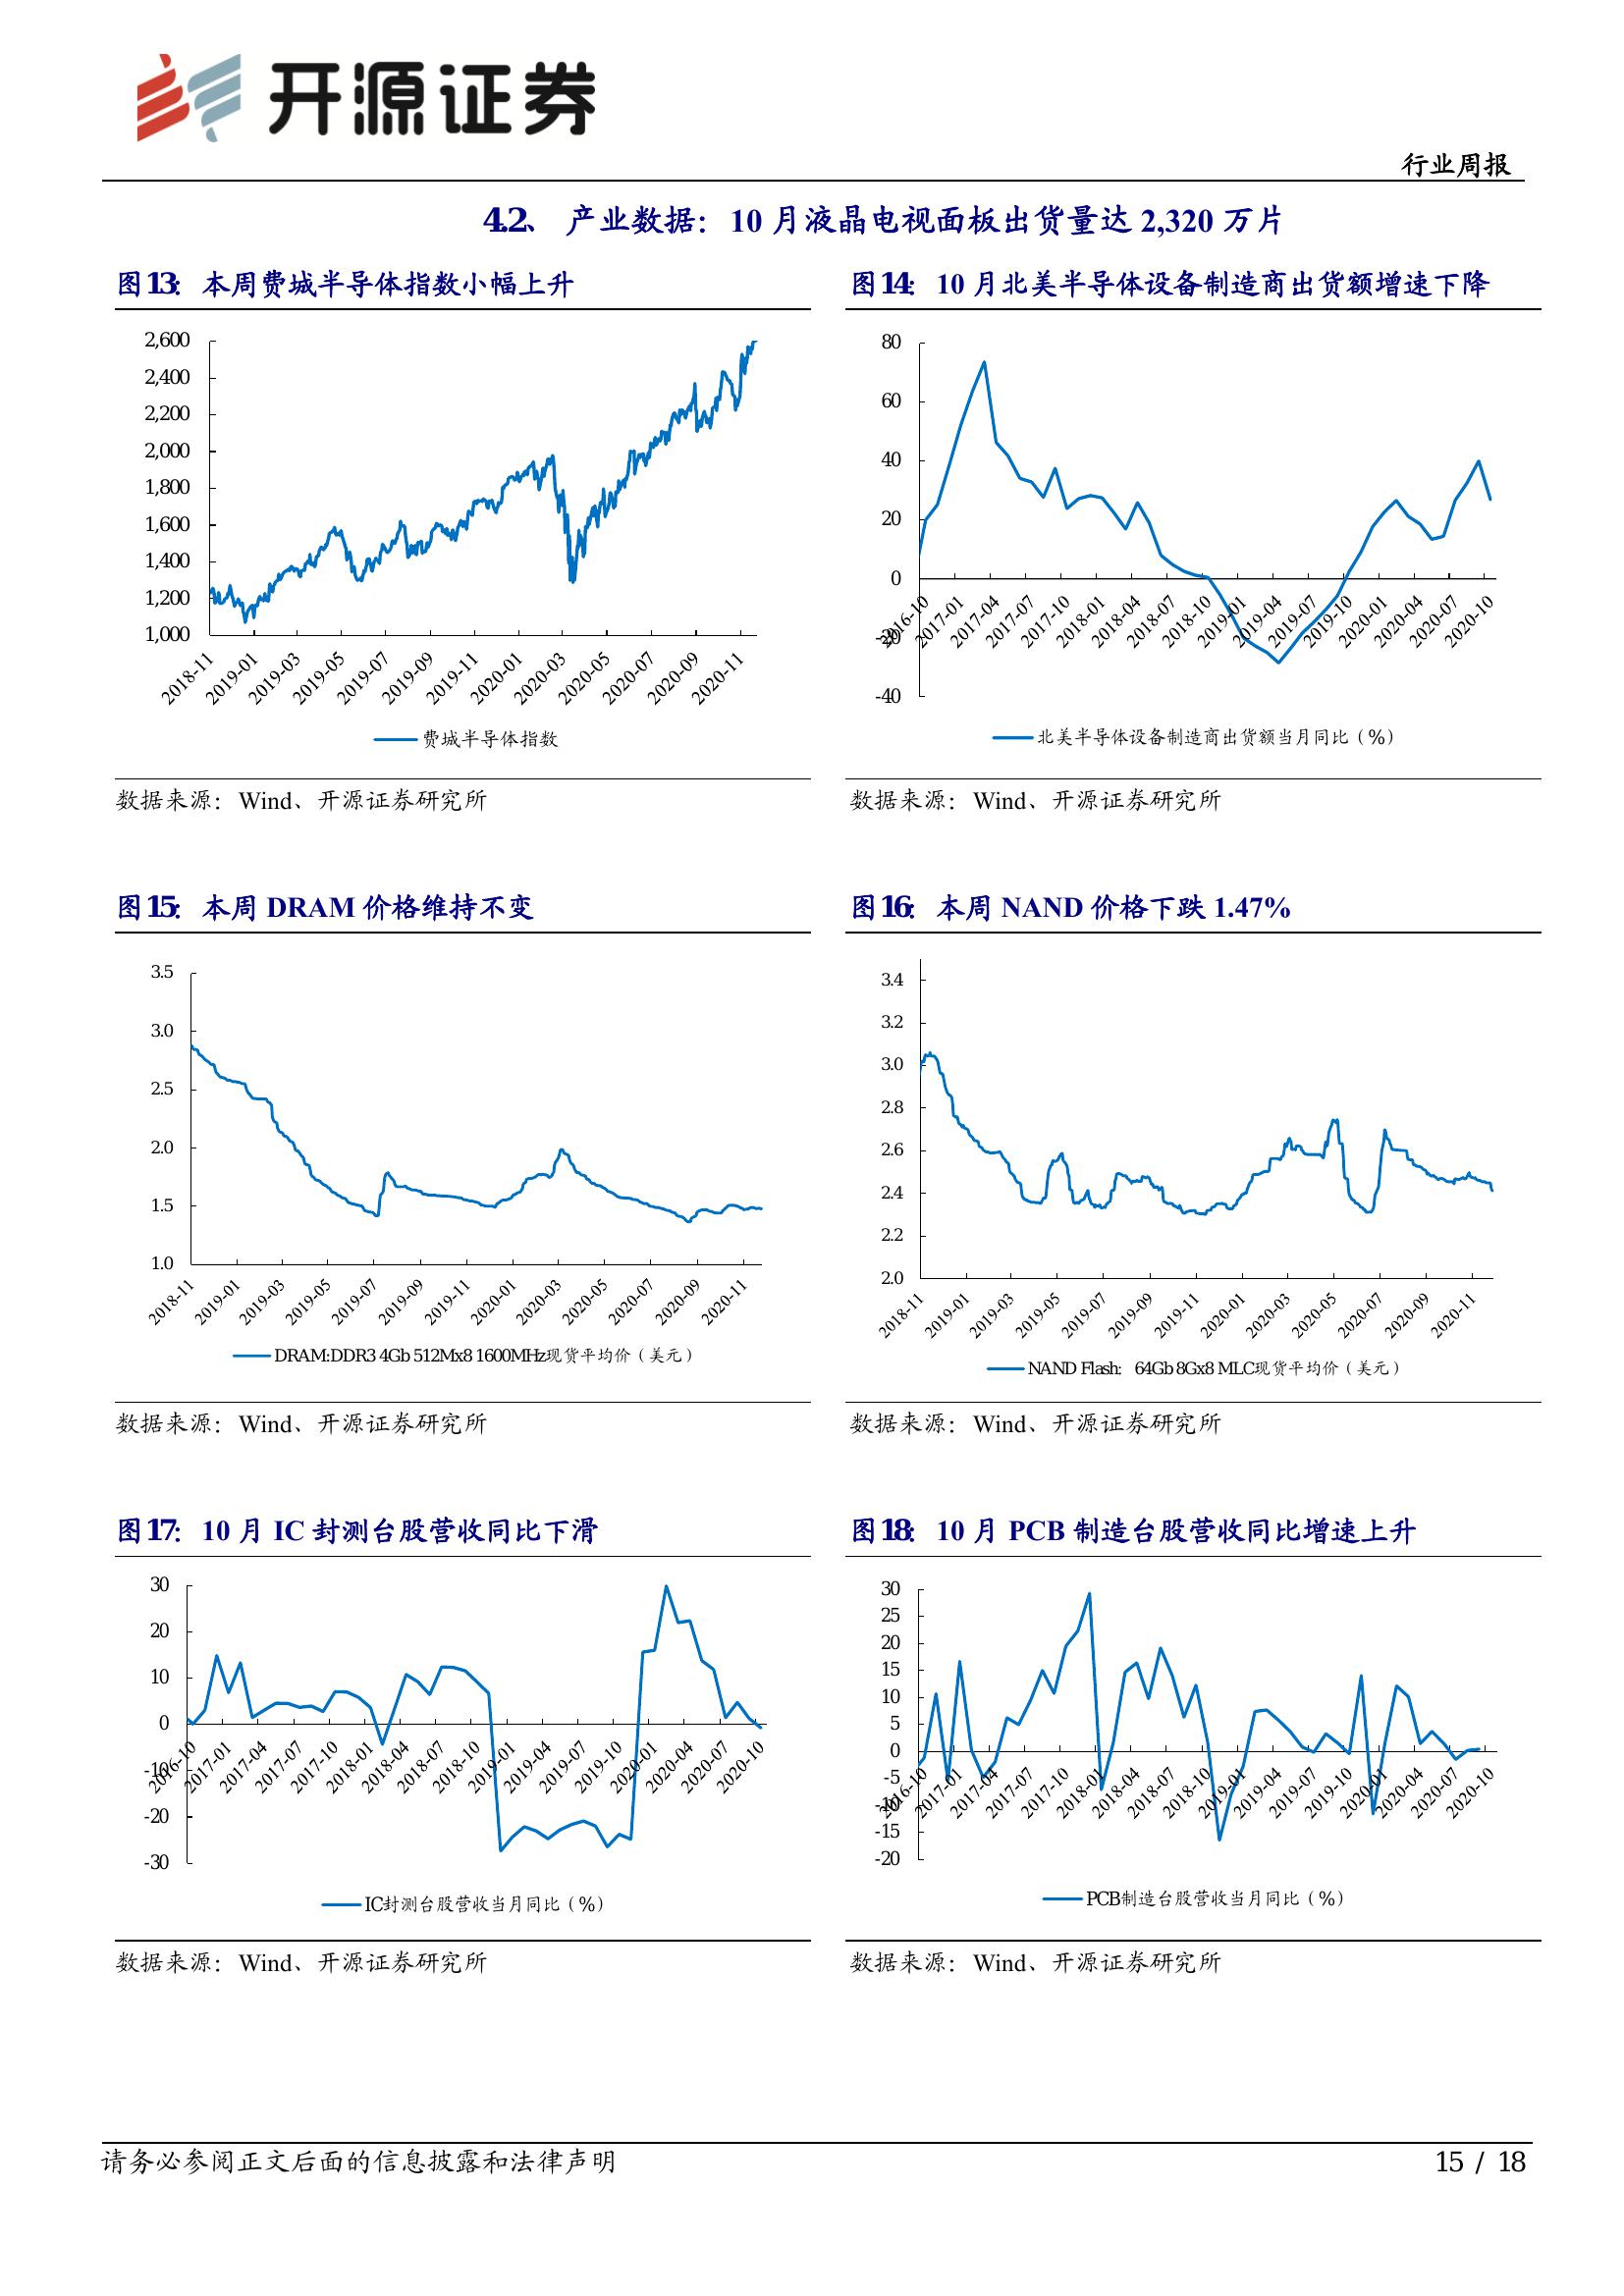 开源证券
行业周报
4.2、 产业数据：10 月液晶电视面板出货量达 2,320 万片
图13： 本周费城半导体指数小幅上升
2,600
2,400
2,200
2,000
1,800
1,600
1,400
1,200
1,000
2018-11 2019-01 2019-03 2019-05 2019-07 2019-09 2019-11 2020-01 2020-03 2020-05 2020-07 2020-09 2020-11
费城半导体指数
数据来源：Wind、开源证券研究所
图14： 10 月北美半导体设备制造商出货额增速下降
80
60
40
20
0
-20
-40
2016-10 2017-01 2017-04 2017-07 2017-10 2018-01 2018-04 2018-07 2018-10 2019-01 2019-04 2019-07 2019-10 2020-01 2020-04 2020-07 2020-10
北美半导体设备制造商出货额当月同比（%）
数据来源：Wind、开源证券研究所
图15： 本周 DRAM 价格维持不变
3.5
3.0
2.5
2.0
1.5
1.0
2018-11 2019-01 2019-03 2019-05 2019-07 2019-09 2019-11 2020-01 2020-03 2020-05 2020-07 2020-09 2020-11
DRAM:DDR3 4Gb 512Mx8 1600MHz现货平均价（美元）
数据来源：Wind、开源证券研究所
图16： 本周 NAND 价格下跌 1.47%
3.4
3.2
3.0
2.8
2.6
2.4
2.2
2.0
2018-11 2019-01 2019-03 2019-05 2019-07 2019-09 2019-11 2020-01 2020-03 2020-05 2020-07 2020-09 2020-11
NAND Flash: 64Gb 8Gx8 MLC现货平均价（美元）
数据来源：Wind、开源证券研究所
图17： 10 月 IC 封测台股营收同比下滑
30
20
10
0
-10
-20
-30
2016-10 2017-01 2017-04 2017-07 2017-10 2018-01 2018-04 2018-07 2018-10 2019-01 2019-04 2019-07 2019-10 2020-01 2020-04 2020-07 2020-10
IC封测台股营收当月同比（%）
数据来源：Wind、开源证券研究所
图18： 10 月 PCB 制造台股营收同比增速上升
30
25
20
15
10
5
0
-5
-10
-15
-20
2016-10 2017-01 2017-04 2017-07 2017-10 2018-01 2018-04 2018-07 2018-10 2019-01 2019-04 2019-07 2019-10 2020-01 2020-04 2020-07 2020-10
PCB制造台股营收当月同比（%）
数据来源：Wind、开源证券研究所
请务必参阅正文后面的信息披露和法律声明
15 / 18